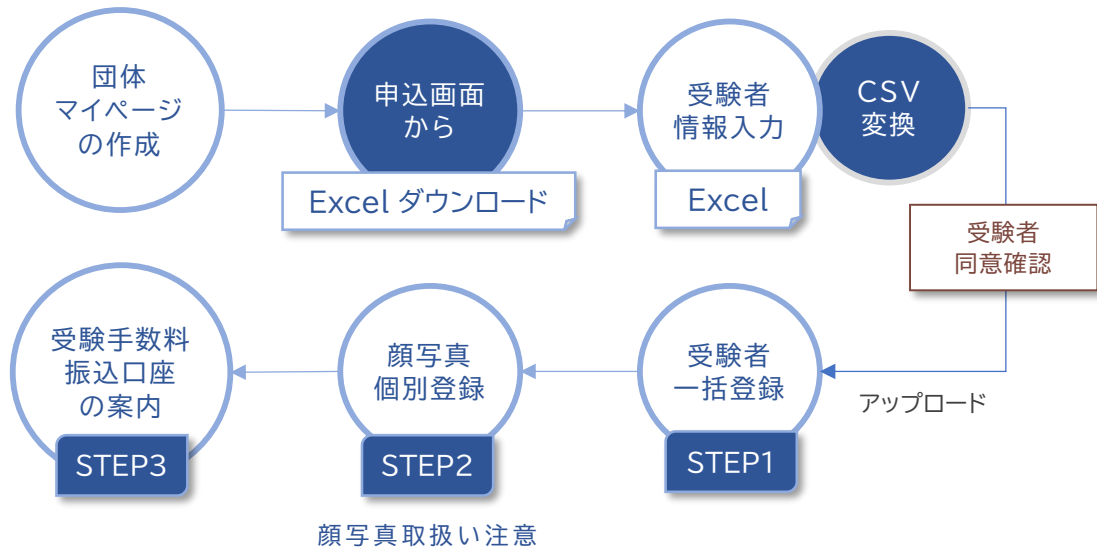 団体
マイページ
の作成
申込画面
から
Excel ダウンロード
受験者
情報入力
Excel
CSV
変換
受験者
同意確認
アップロード
受験者
一括登録
STEP1
顔写真
個別登録
STEP2
顔写真取扱い注意
受験手数料
振込口座
の案内
STEP3